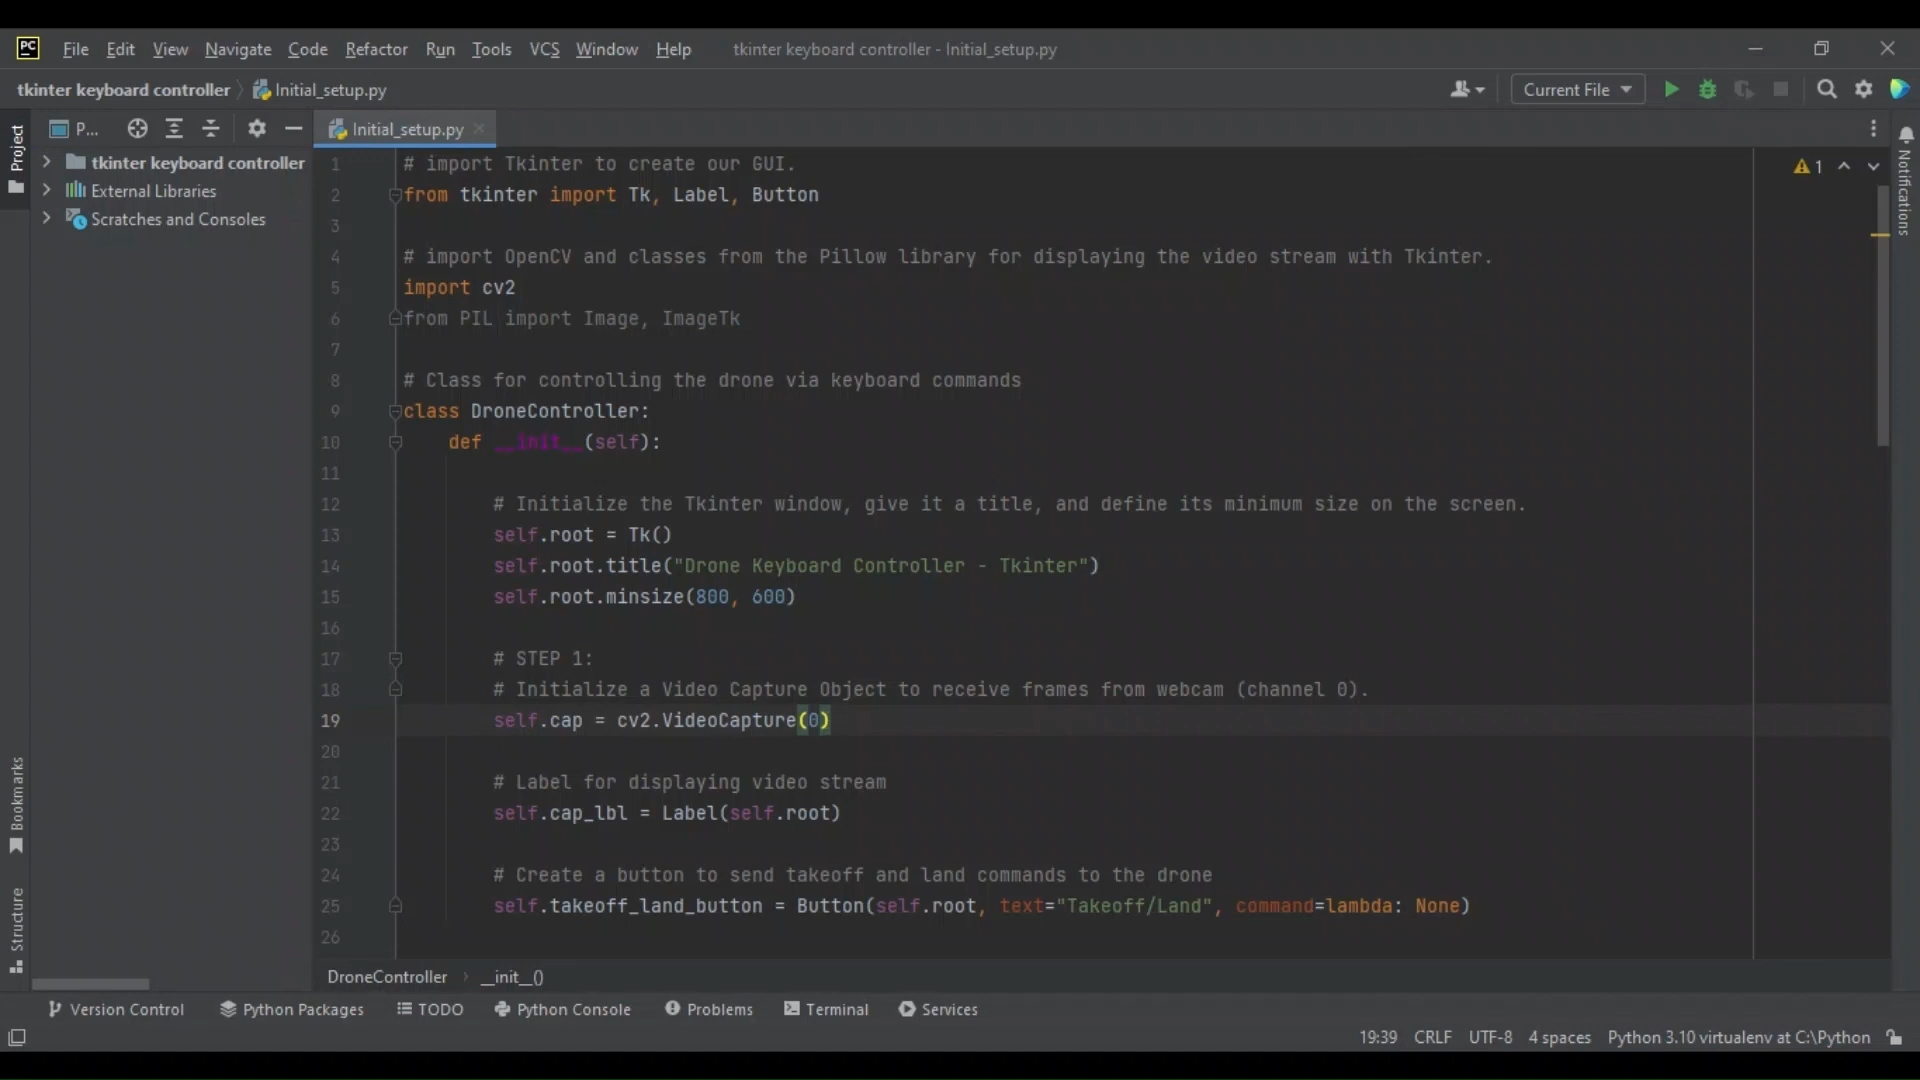 PC File Edit View Navigate Code Refactor Run Tools VCS Window Help tkinter keyboard controller - Initial_setup.py
tkinter keyboard controller Initial_setup.py Current File
Project P... Initial_setup.py
tkinter keyboard controller
External Libraries
Scratches and Consoles
1 # import Tkinter to create our GUI.
2 from tkinter import Tk, Label, Button
3
4 # import OpenCV and classes from the Pillow library for displaying the video stream with Tkinter.
5 import cv2
6 from PIL import Image, ImageTk
7
8 # Class for controlling the drone via keyboard commands
9 class DroneController:
10 def __init__(self):
11
12 # Initialize the Tkinter window, give it a title, and define its minimum size on the screen.
13 self.root = Tk()
14 self.root.title("Drone Keyboard Controller - Tkinter")
15 self.root.minsize(800, 600)
16
17 # STEP 1:
18 # Initialize a Video Capture Object to receive frames from webcam (channel 0).
19 self.cap = cv2.VideoCapture(0)
20
21 # Label for displaying video stream
22 self.cap_lbl = Label(self.root)
23
24 # Create a button to send takeoff and land commands to the drone
25 self.takeoff_land_button = Button(self.root, text="Takeoff/Land", command=lambda: None)
26
1
Notifications
Bookmarks
Structure
DroneController __init__()
Version Control Python Packages TODO Python Console Problems Terminal Services
19:39 CRLF UTF-8 4 spaces Python 3.10 virtualenv at C:\Python